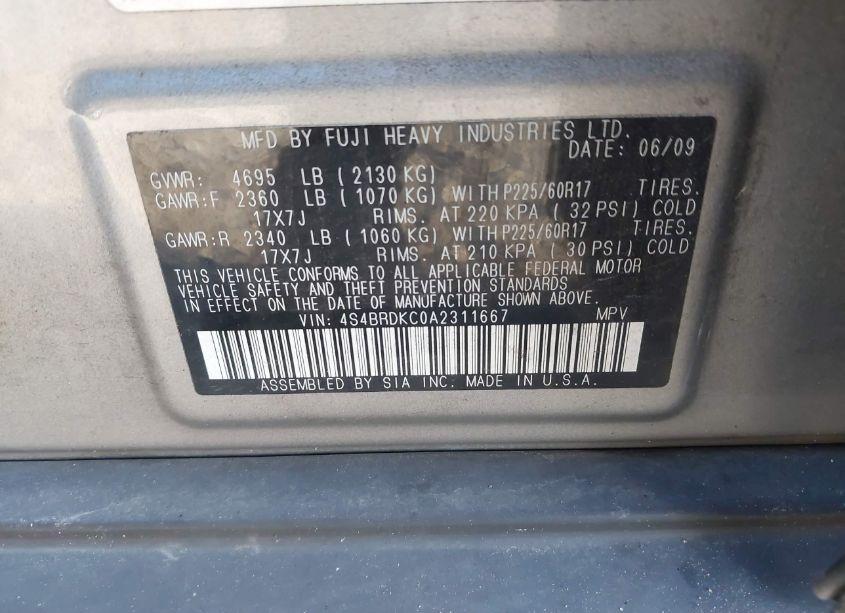 MFD BY FUJI HEAVY INDUSTRIES LTD.
DATE: 06/09
GVWR: 4695 LB ( 2130 KG)
GAWR:F 2360 LB ( 1070 KG) WITH P225/60R17 TIRES.
17X7J RIMS. AT 220 KPA ( 32 PSI) COLD
GAWR:R 2340 LB ( 1060 KG) WITH P225/60R17 TIRES.
17X7J RIMS. AT 210 KPA ( 30 PSI) COLD
THIS VEHICLE CONFORMS TO ALL APPLICABLE FEDERAL MOTOR
VEHICLE SAFETY AND THEFT PREVENTION STANDARDS
IN EFFECT ON THE DATE OF MANUFACTURE SHOWN ABOVE.
VIN: 4S4BRDKC0A2311667 MPV
ASSEMBLED BY SIA INC. MADE IN U.S.A.